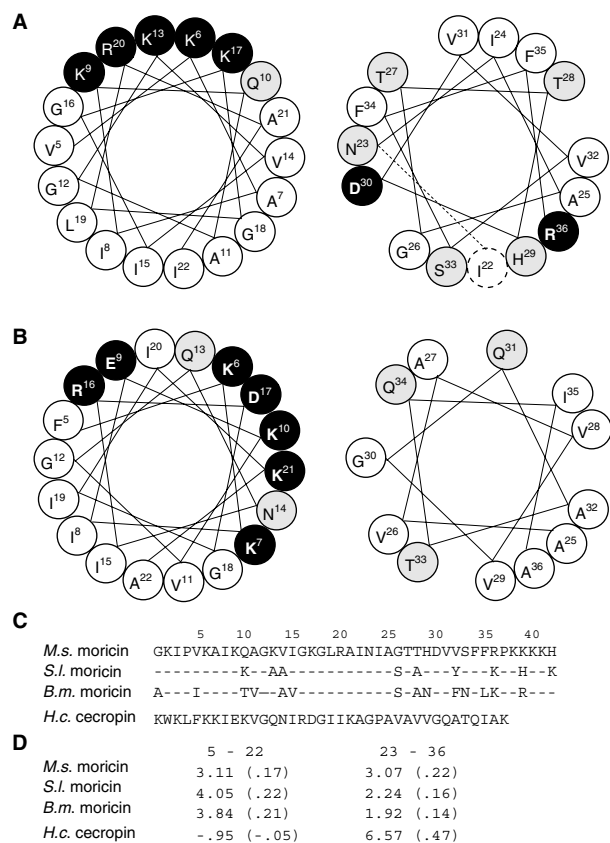 A
K13 K6
R20 K17
K9 Q10
G16 A21
V5 V14
G12 A7
L19 G18
I8 A11
I15 I22
V31 I24
F35
T27 T28
F34
N23 V32
D30 A25
R36
G26 H29
S33 I22
B
I20 Q13
E9 K6
R16 D17
F5 K10
G12 K21
I19 N14
I8 K7
I15 G18
A22 V11
Q31
A27
Q34 I35
V28
G30
V26 A32
T33 A25
V29 A36
C
5 10 15 20 25 30 35 40
M.s. moricin GKIPVKAIKQAGKVIGKGLRAINIAGTTHDVVSFFRPKKKKH
S.l. moricin ---------K--AA-----------S-A---Y---K--H--K
B.m. moricin A---I----TV—-AV----------S-AN--FN-LK--R---
H.c. cecropin KWKLFKKIEKVGQNIRDGIIKAGPAVAVVGQATQIAK
D
5 - 22 23 - 36
M.s. moricin 3.11 (.17) 3.07 (.22)
S.l. moricin 4.05 (.22) 2.24 (.16)
B.m. moricin 3.84 (.21) 1.92 (.14)
H.c. cecropin -.95 (-.05) 6.57 (.47)